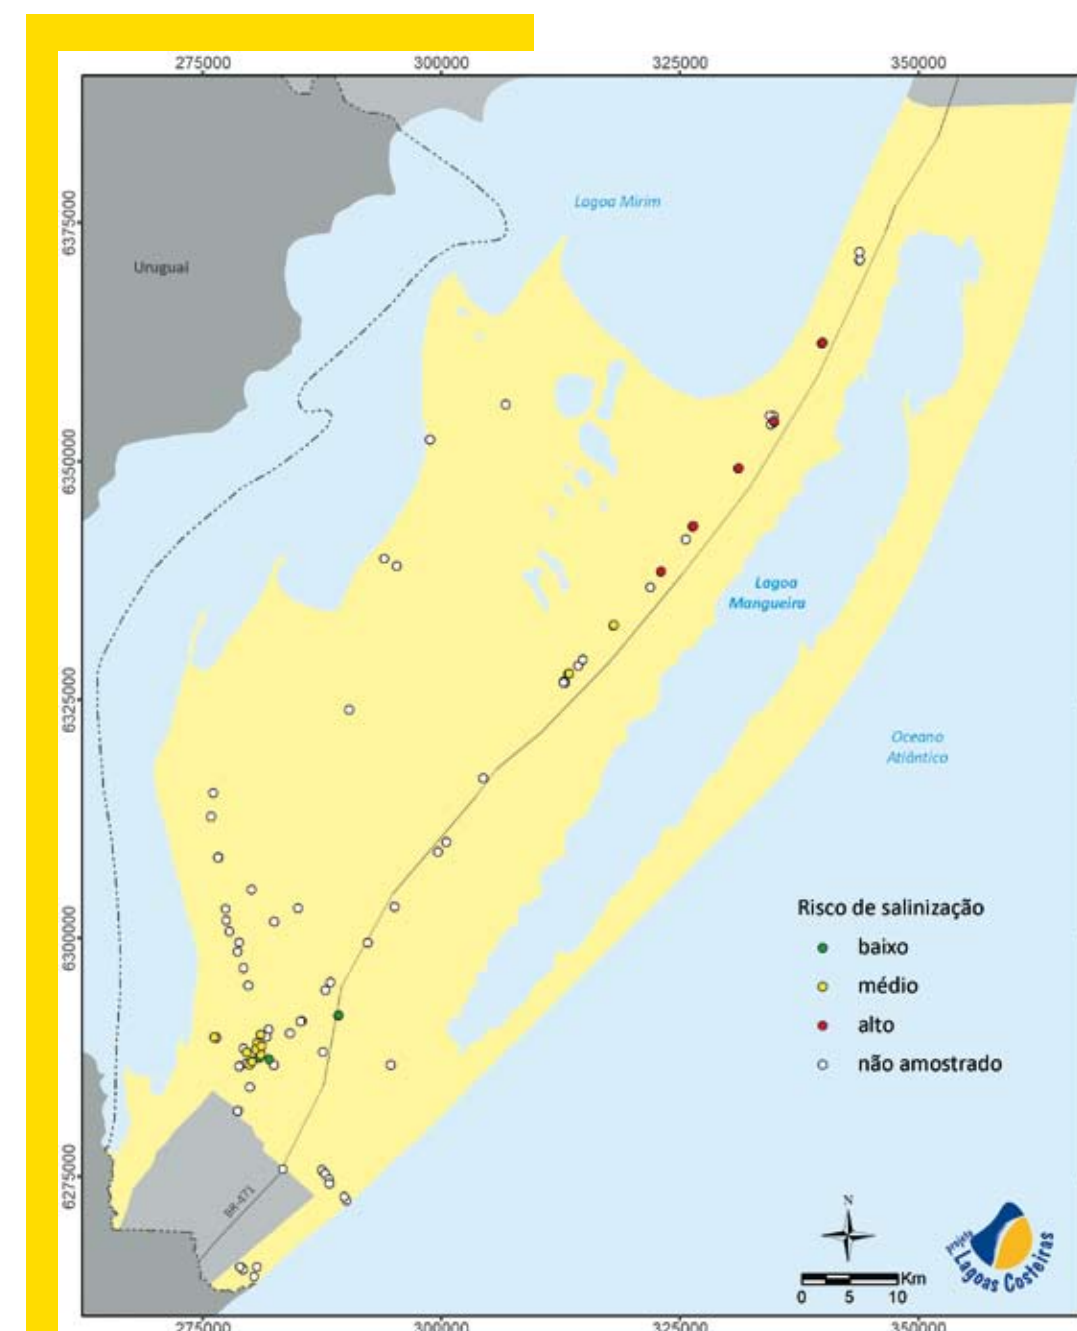 275000 300000 325000 350000
6375000
6350000
6325000
6300000
6275000
Lagoa Mirim
Uruguai
Lagoa
Mangueira
Oceano
Atlântico
Risco de salinização
baixo
médio
alto
não amostrado
BR-471
N
Km
0 5 10
projeto
Lagoas Costeiras
275000 300000 325000 350000